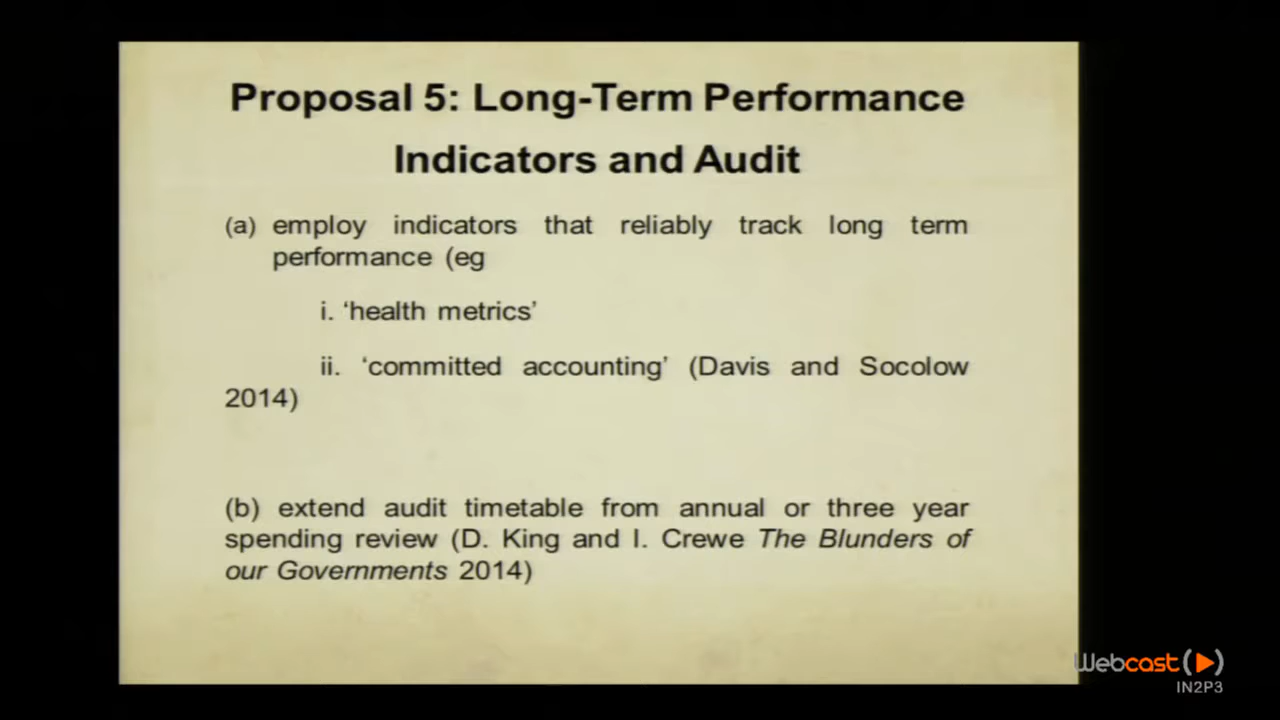 Proposal 5: Long-Term Performance
Indicators and Audit
(a) employ indicators that reliably track long term
performance (eg
i. ‘health metrics’
ii. ‘committed accounting’ (Davis and Socolow
2014)
(b) extend audit timetable from annual or three year
spending review (D. King and I. Crewe The Blunders of
our Governments 2014)
Webcast
IN2P3